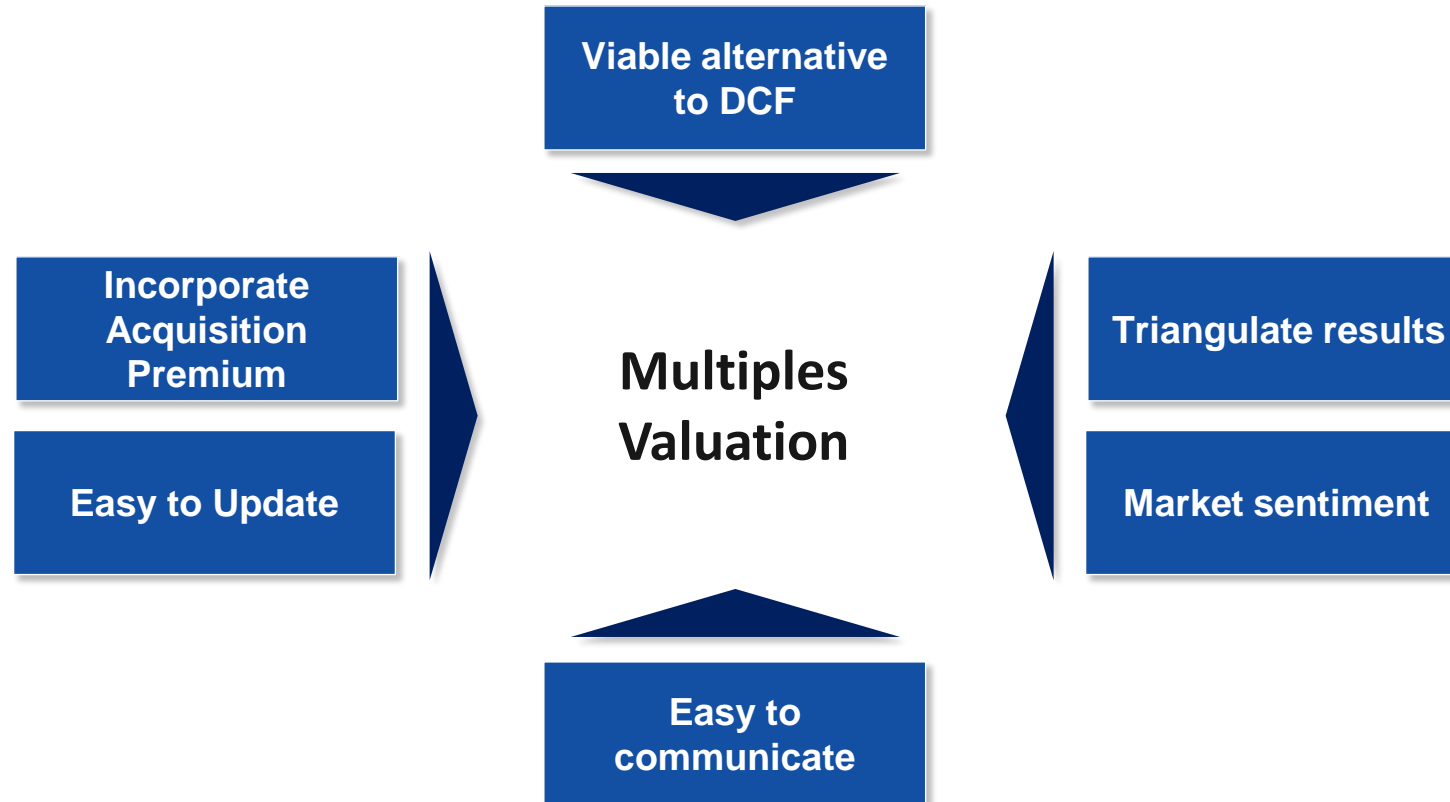 Viable alternative
to DCF
Incorporate
Acquisition
Premium
Easy to Update
Multiples
Valuation
Triangulate results
Market sentiment
Easy to
communicate